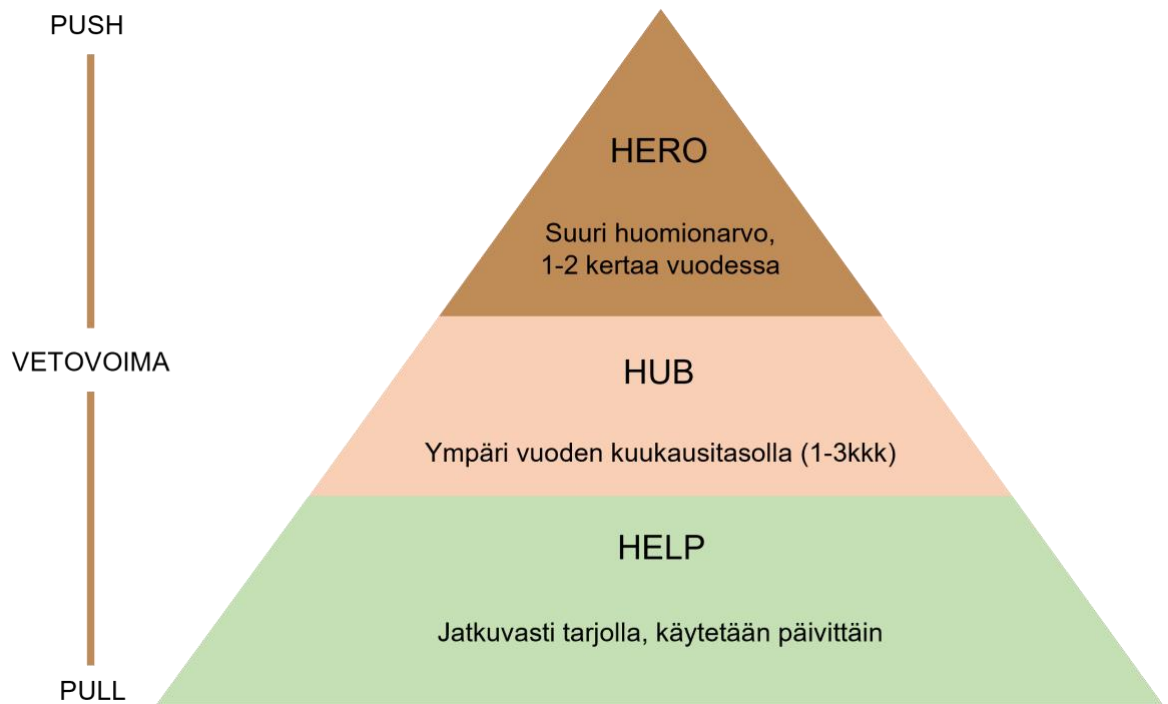 PUSH
HERO
Suuri huomionarvo,
1-2 kertaa vuodessa
VETOVOIMA
HUB
Ympäri vuoden kuukausitasolla (1-3kkk)
HELP
Jatkuvasti tarjolla, käytetään päivittäin
PULL